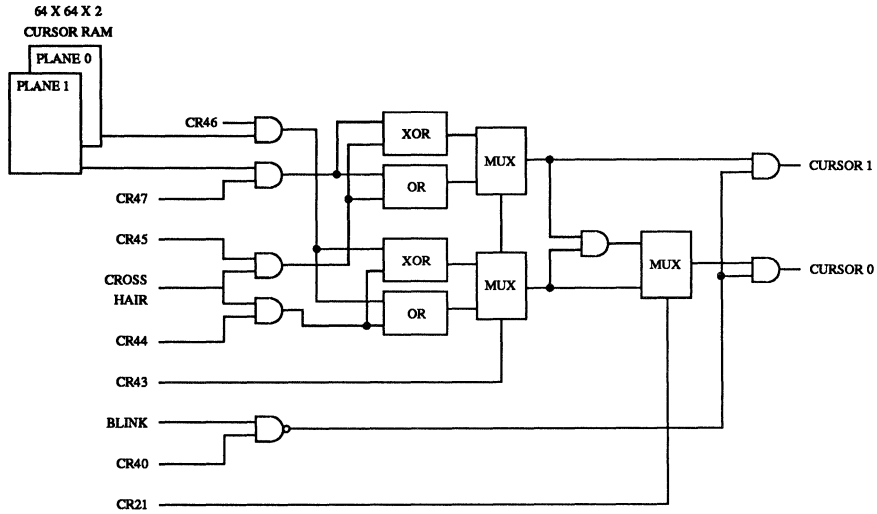 64 X 64 X 2
CURSOR RAM
PLANE 0
PLANE 1
CR46
XOR
MUX
CURSOR 1
OR
CR47
CR45
XOR
MUX
MUX
CURSOR 0
CROSS
HAIR
OR
CR44
CR43
BLINK
CR40
CR21